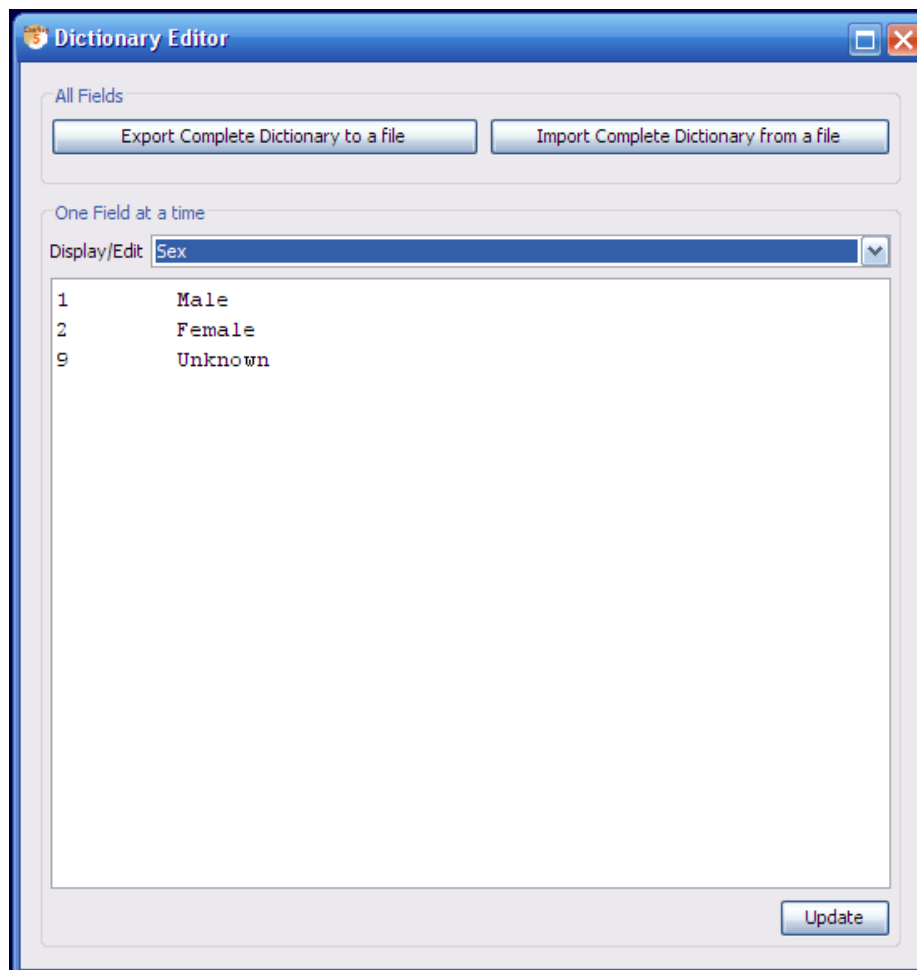 Dictionary Editor
All Fields
Export Complete Dictionary to a file Import Complete Dictionary from a file
One Field at a time
Display/Edit Sex
1 Male
2 Female
9 Unknown
Update